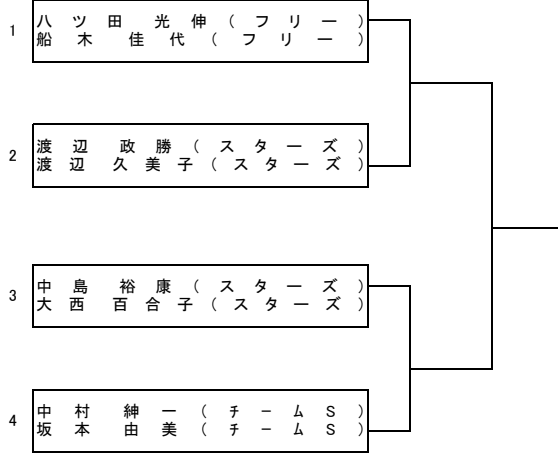 1
八ツ田 光伸(フリー)
船木 佳代(フリー)
2
渡辺 政勝(スターズ)
渡辺 久美子(スターズ)
3
中島 裕康(スターズ)
大西 百合子(スターズ)
4
中村 紳一(チームS)
坂本 由美(チームS)